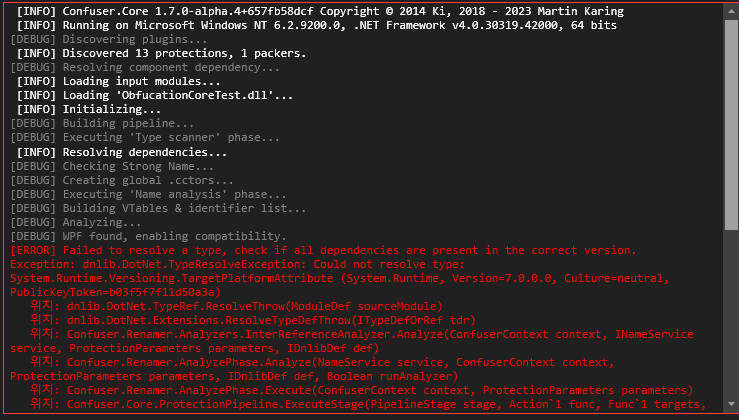 [INFO] Confuser.Core 1.7.0-alpha.4+657fb58dcf Copyright © 2014 Ki, 2018 - 2023 Martin Karing
[INFO] Running on Microsoft Windows NT 6.2.9200.0, .NET Framework v4.0.30319.42000, 64 bits
[DEBUG] Discovering plugins...
[INFO] Discovered 13 protections, 1 packers.
[DEBUG] Resolving component dependency...
[INFO] Loading input modules...
[INFO] Loading 'ObfucationCoreTest.dll'...
[INFO] Initializing...
[DEBUG] Building pipeline...
[DEBUG] Executing 'Type scanner' phase...
[INFO] Resolving dependencies...
[DEBUG] Checking Strong Name...
[DEBUG] Creating global .cctors...
[DEBUG] Executing 'Name analysis' phase...
[DEBUG] Building VTables & identifier list...
[DEBUG] Analyzing...
[DEBUG] WPF found, enabling compatibility.
[ERROR] Failed to resolve a type, check if all dependencies are present in the correct version.
Exception: dnlib.DotNet.TypeResolveException: Could not resolve type:
System.Runtime.Versioning.TargetPlatformAttribute (System.Runtime, Version=7.0.0.0, Culture=neutral,
PublicKeyToken=b03f5f7f11d50a3a)
위치: dnlib.DotNet.TypeRef.ResolveThrow(ModuleDef sourceModule)
위치: dnlib.DotNet.Extensions.ResolveTypeDefThrow(ITypeDefOrRef tdr)
위치: Confuser.Renamer.Analyzers.InterReferenceAnalyzer.Analyze(ConfuserContext context, INameService
service, ProtectionParameters parameters, IDnlibDef def)
위치: Confuser.Renamer.AnalyzePhase.Analyze(NameService service, ConfuserContext context,
ProtectionParameters parameters, IDnlibDef def, Boolean runAnalyzer)
위치: Confuser.Renamer.AnalyzePhase.Execute(ConfuserContext context, ProtectionParameters parameters)
위치: Confuser.Core.ProtectionPipeline.ExecuteStage(PipelineStage stage, Action`1 func, Func`1 targets,